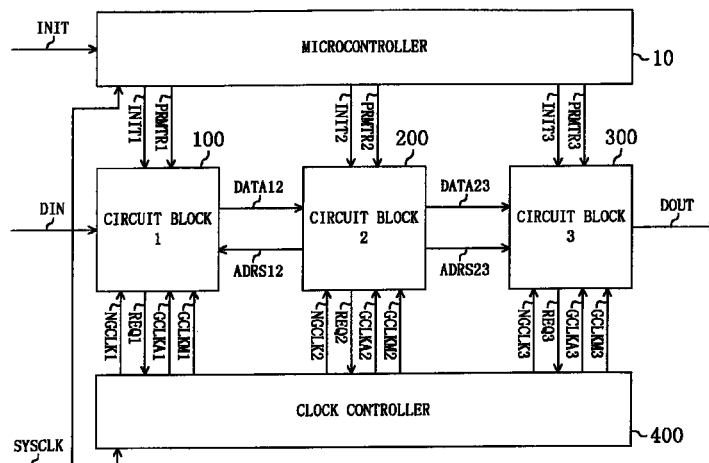 INIT
MICROCONTROLLER
10
INIT1
PRMTR1
INIT2
PRMTR2
INIT3
PRMTR3
100
200
300
DIN
CIRCUIT BLOCK
1
DATA12
ADRS12
CIRCUIT BLOCK
2
DATA23
ADRS23
CIRCUIT BLOCK
3
DOUT
NGCLK1
REQ1
GCLKA1
GCLKM1
NGCLK2
REQ2
GCLKA2
GCLKM2
NGCLK3
REQ3
GCLKA3
GCLKM3
CLOCK CONTROLLER
400
SYSCLK